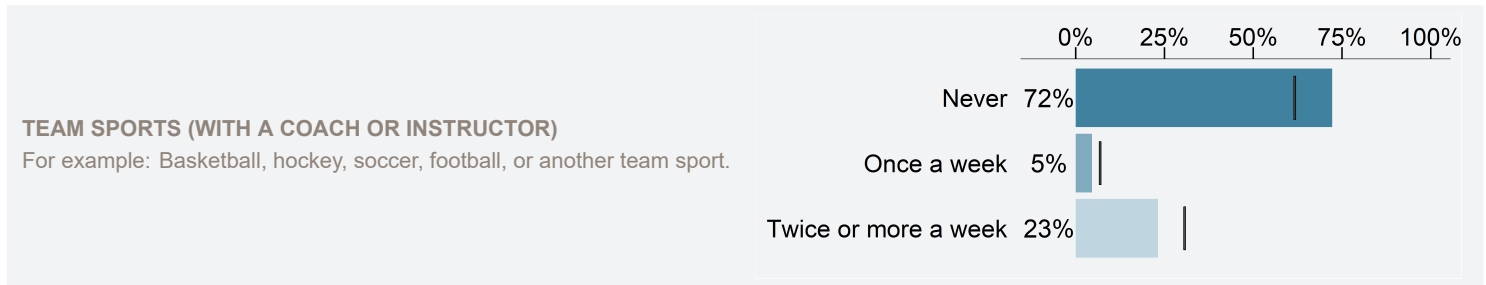 TEAM SPORTS (WITH A COACH OR INSTRUCTOR)
For example: Basketball, hockey, soccer, football, or another team sport.
0% 25% 50% 75% 100%
Never 72%
Once a week 5%
Twice or more a week 23%